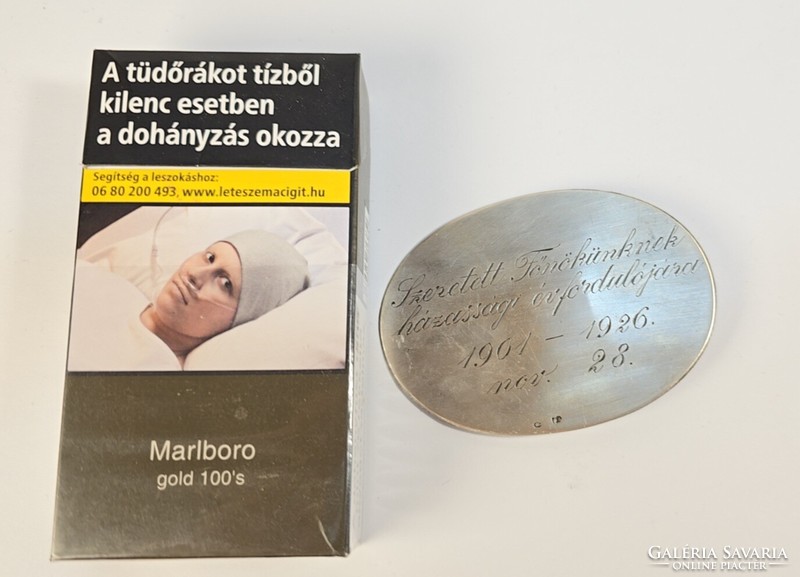 A tüdőrákot tízből
kilenc esetben
a dohányzás okozza
Segítség a leszokáshoz:
06 80 200 493, www.leteszemacigit.hu
Marlboro
gold 100's
Szeretett Főnökünknek
házassági évfordulójára
1901 - 1926.
nov. 28.
GALÉRIA SAVARIA
ONLINE PIACTÉR